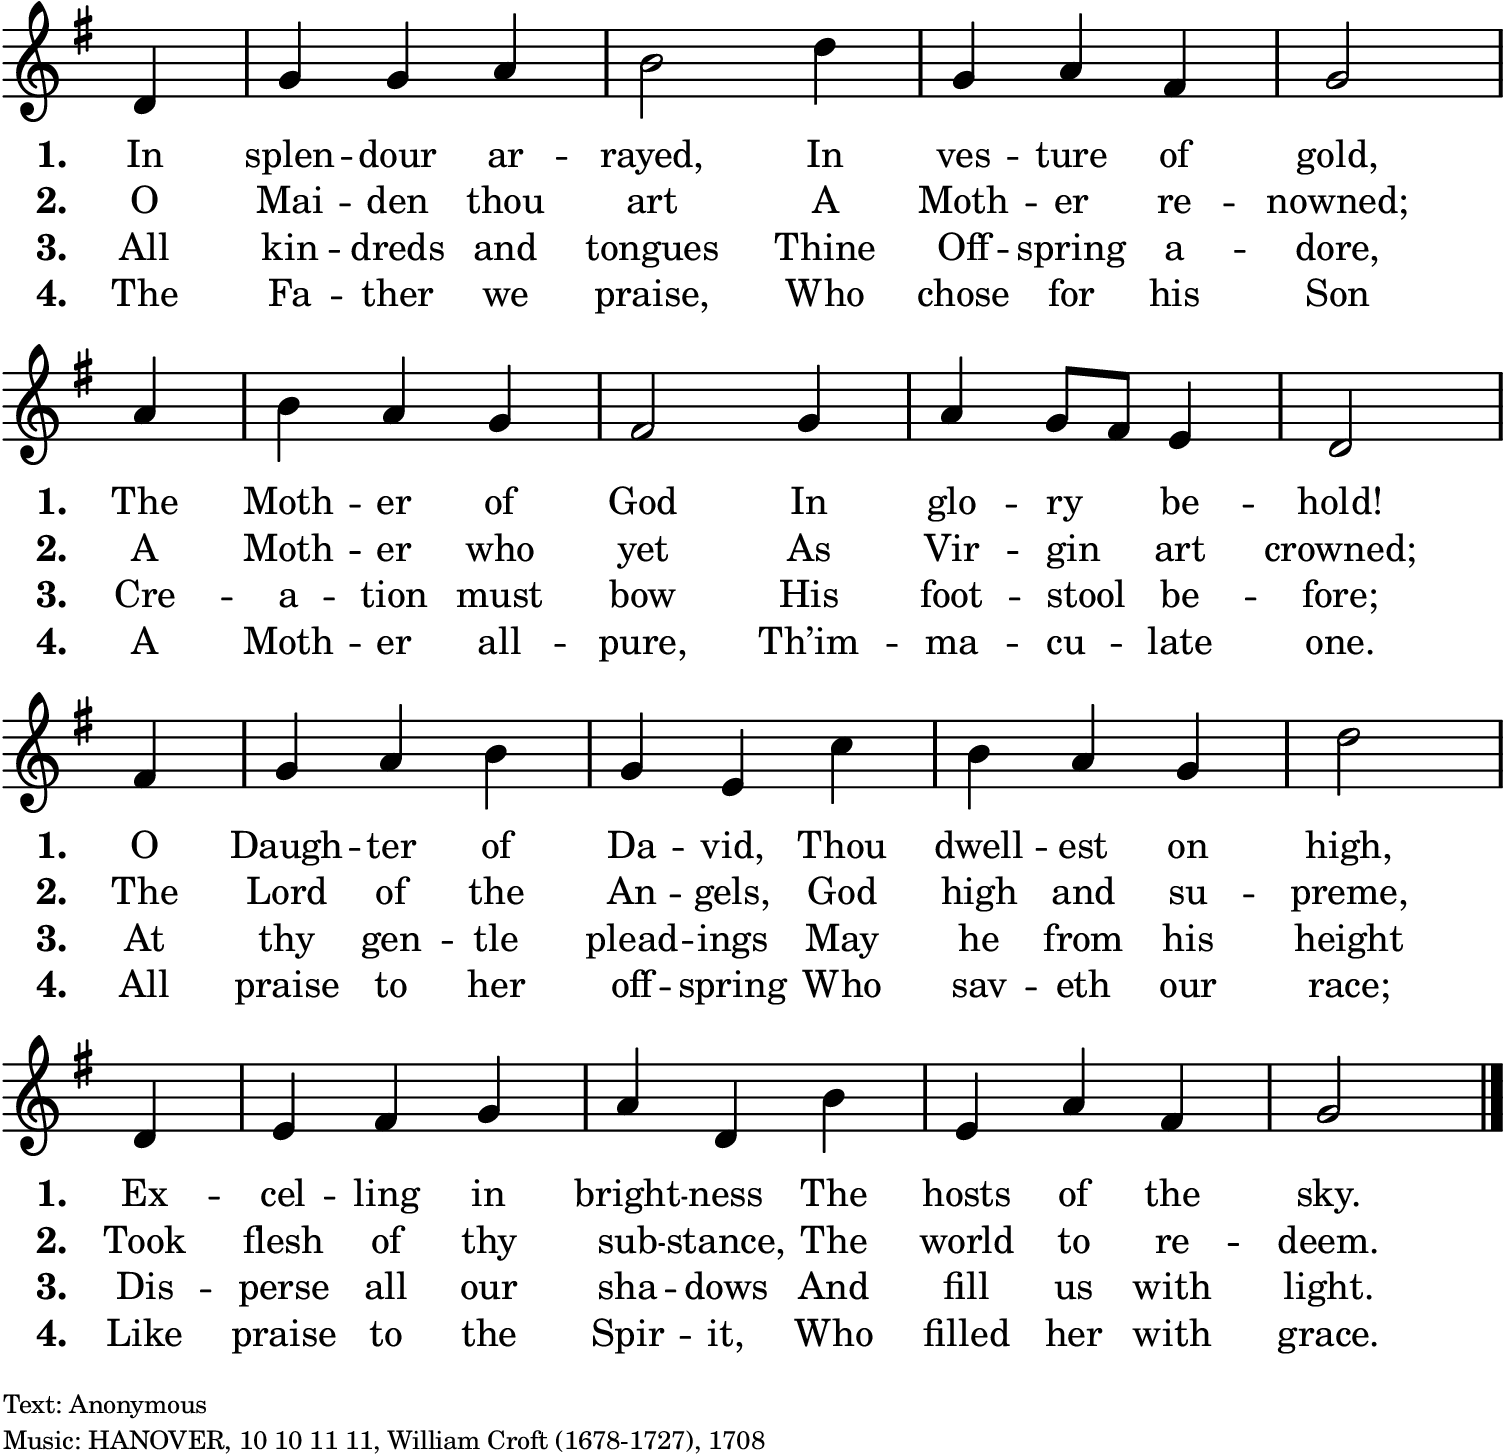 1. In splen -- dour ar -- rayed, In ves -- ture of gold,
2. O Mai -- den thou art A Moth -- er re -- nowned;
3. All kin -- dreds and tongues Thine Off -- spring a -- dore,
4. The Fa -- ther we praise, Who chose for his Son
1. The Moth -- er of God In glo -- ry be -- hold!
2. A Moth -- er who yet As Vir -- gin art crowned;
3. Cre -- a -- tion must bow His foot -- stool be -- fore;
4. A Moth -- er all -- pure, Th’im -- ma -- cu -- late one.
1. O Daugh -- ter of Da -- vid, Thou dwell -- est on high,
2. The Lord of the An -- gels, God high and su -- preme,
3. At thy gen -- tle plead -- ings May he from his height
4. All praise to her off -- spring Who sav -- eth our race;
1. Ex -- cel -- ling in bright -- ness The hosts of the sky.
2. Took flesh of thy sub -- stance, The world to re -- deem.
3. Dis -- perse all our sha -- dows And fill us with light.
4. Like praise to the Spir -- it, Who filled her with grace.
Text: Anonymous
Music: HANOVER, 10 10 11 11, William Croft (1678-1727), 1708